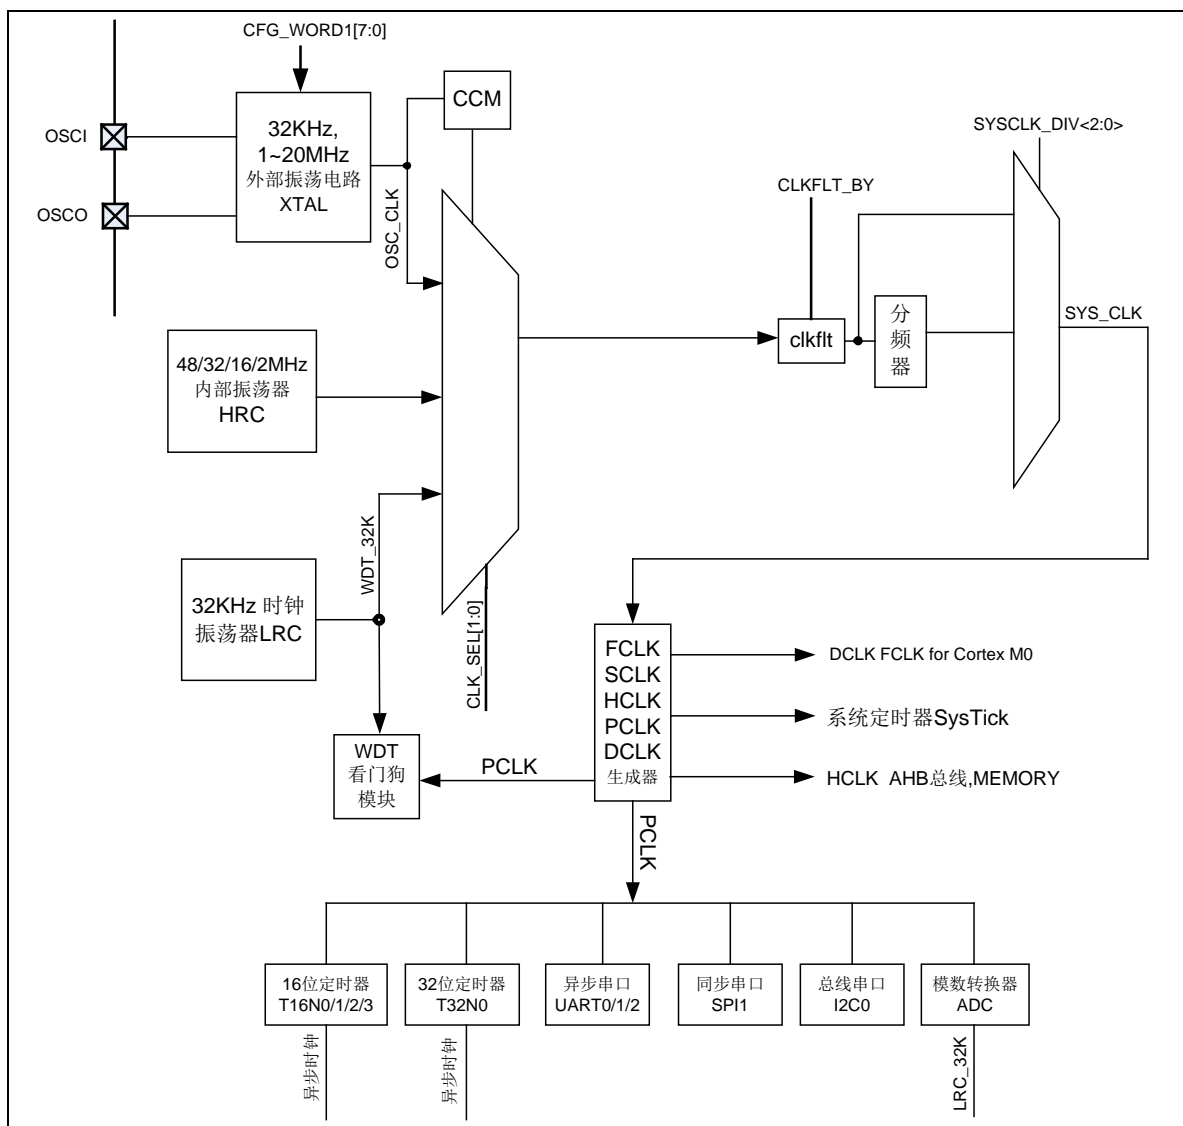 CFG_WORD1[7:0]
CCM
OSCI
OSCO
32KHz,
1~20MHz
外部振荡电路
XTAL
OSC_CLK
SYSCLK_DIV<2:0>
CLKFLT_BY
clkflt
分
频
器
SYS_CLK
48/32/16/2MHz
内部振荡器
HRC
WDT_32K
32KHz 时钟
振荡器LRC
CLK_SEL[1:0]
FCLK
SCLK
HCLK
PCLK
DCLK
生成器
DCLK FCLK for Cortex M0
系统定时器SysTick
HCLK AHB总线,MEMORY
WDT
看门狗
模块
PCLK
PCLK
16位定时器
T16N0/1/2/3
32位定时器
T32N0
异步串口
UART0/1/2
同步串口
SPI1
总线串口
I2C0
模数转换器
ADC
异步时钟
异步时钟
LRC_32K